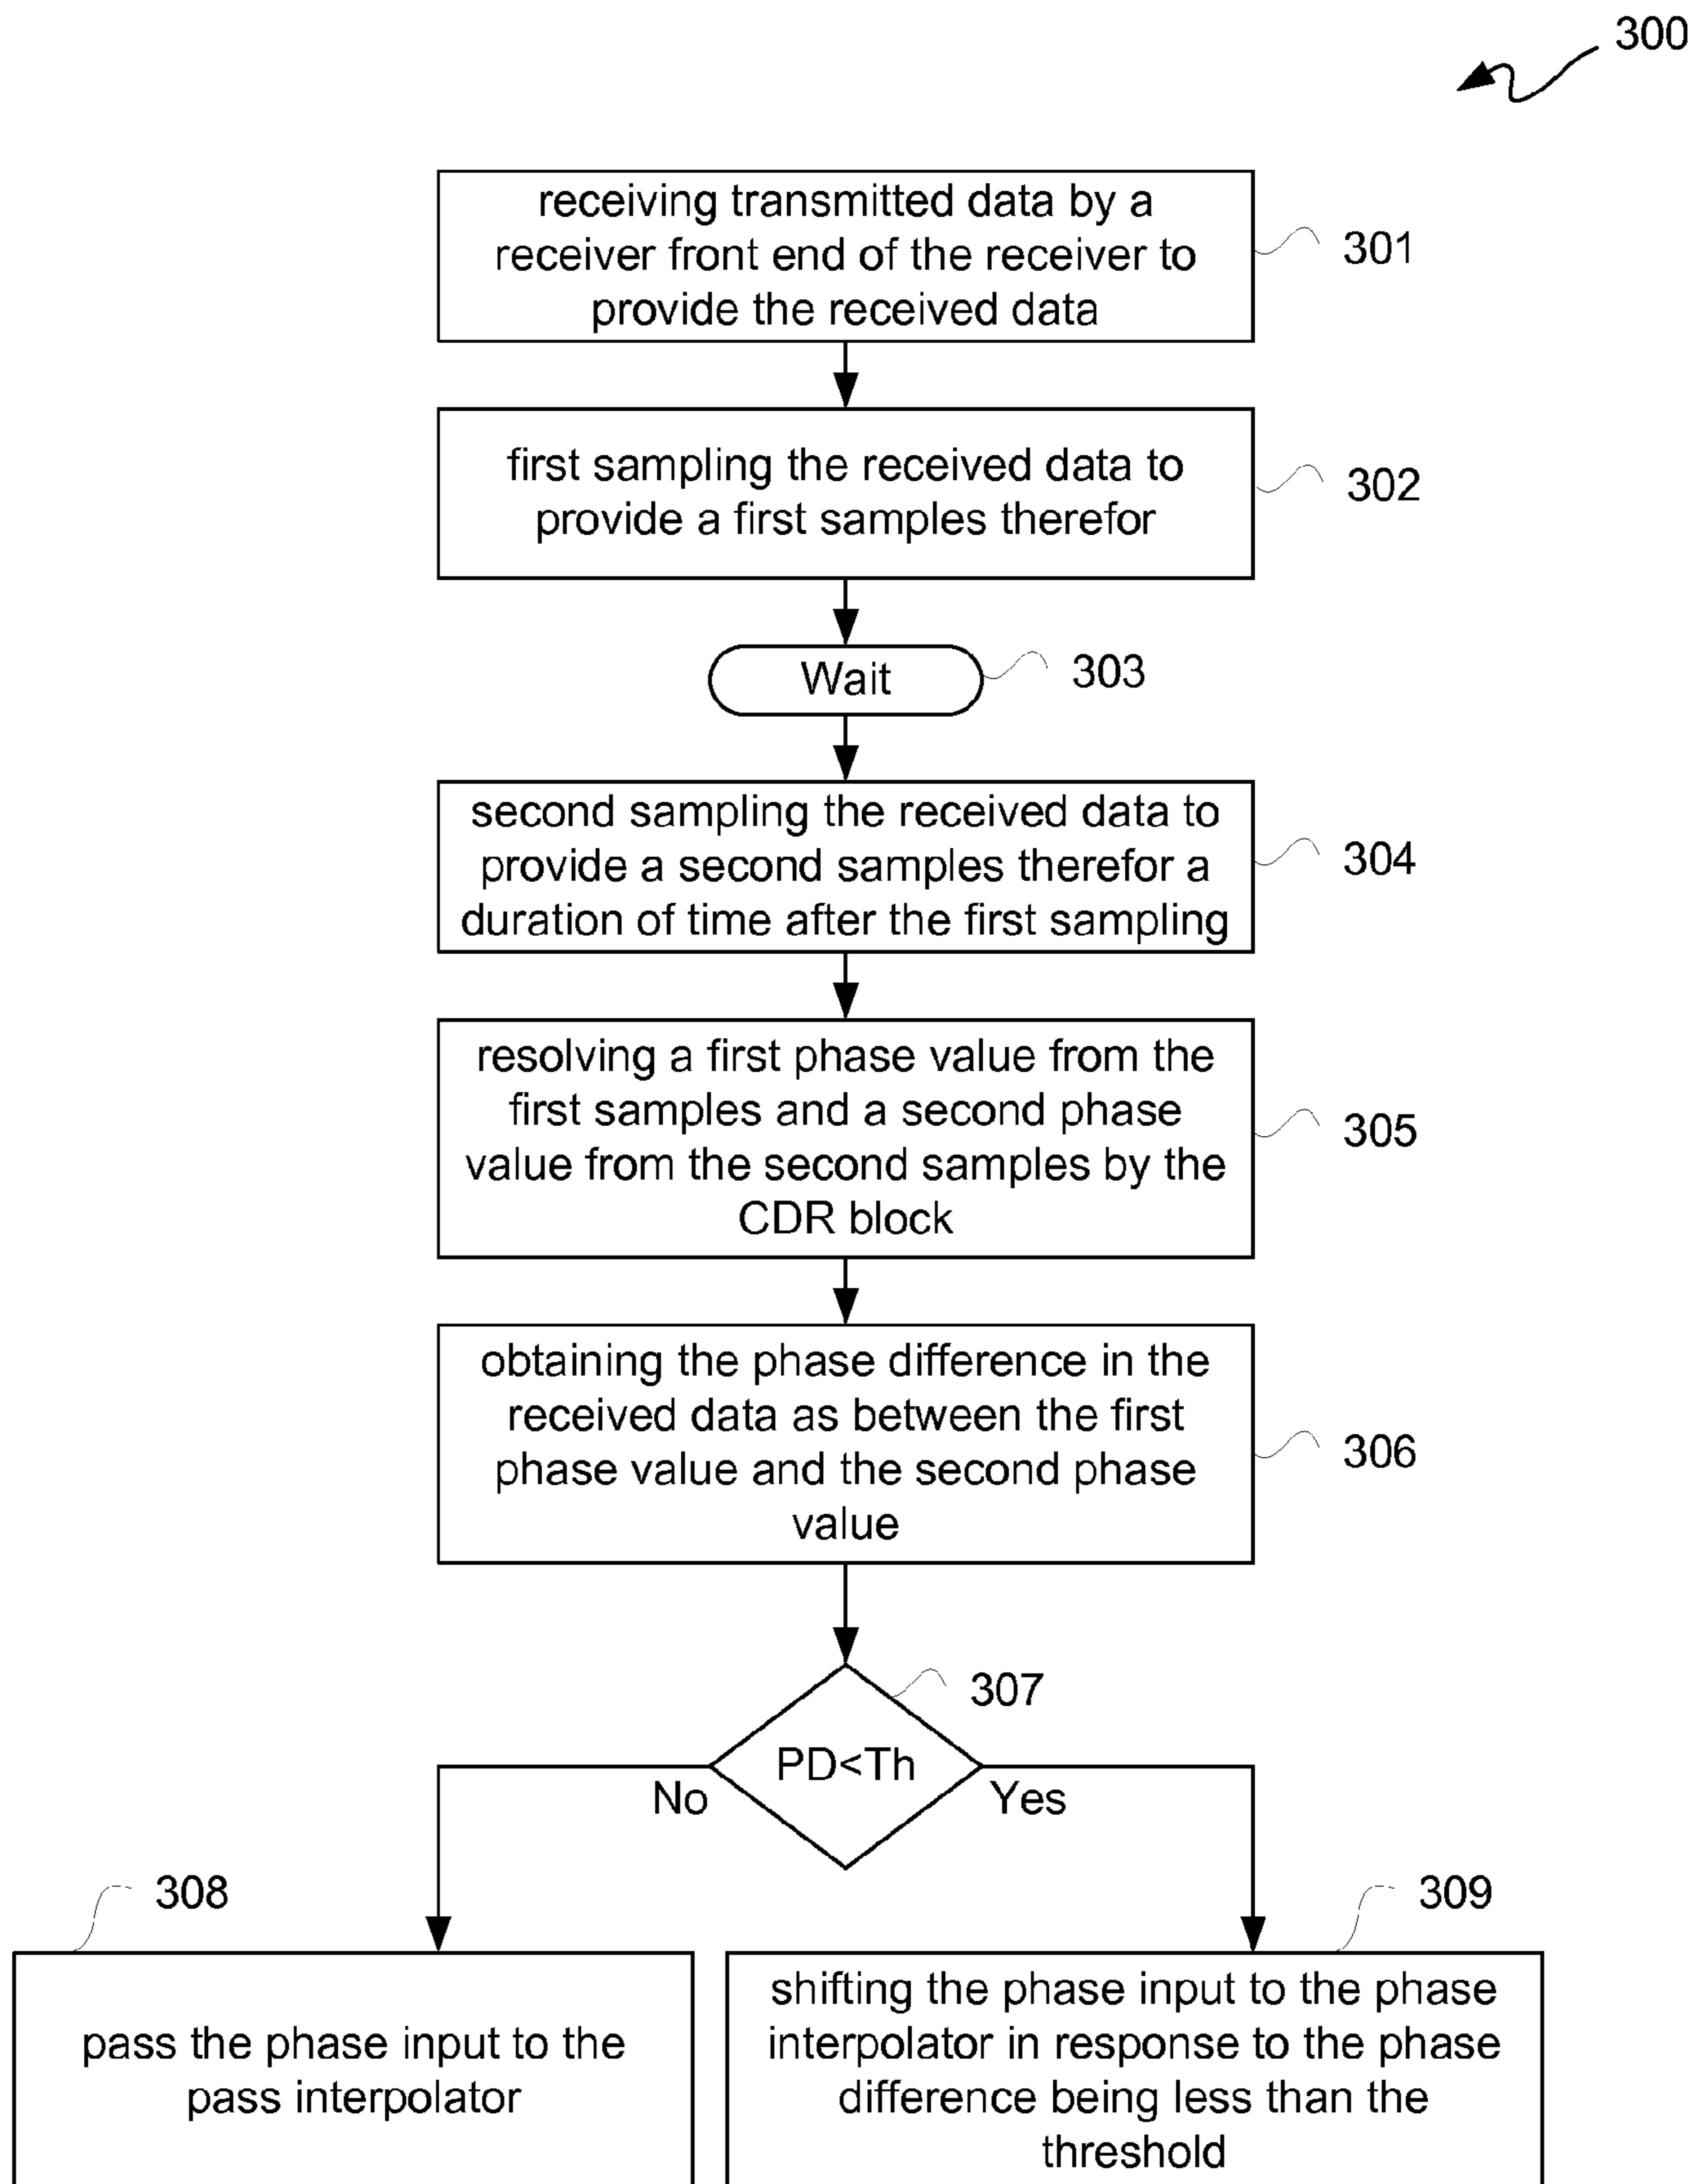 300
receiving transmitted data by a
receiver front end of the receiver to
provide the received data
301
first sampling the received data to
provide a first samples therefor
302
Wait
303
second sampling the received data to
provide a second samples therefor a
duration of time after the first sampling
304
resolving a first phase value from the
first samples and a second phase
value from the second samples by the
CDR block
305
obtaining the phase difference in the
received data as between the first
phase value and the second phase
value
306
307
PD<Th
No
Yes
308
309
pass the phase input to the
pass interpolator
shifting the phase input to the phase
interpolator in response to the phase
difference being less than the
threshold